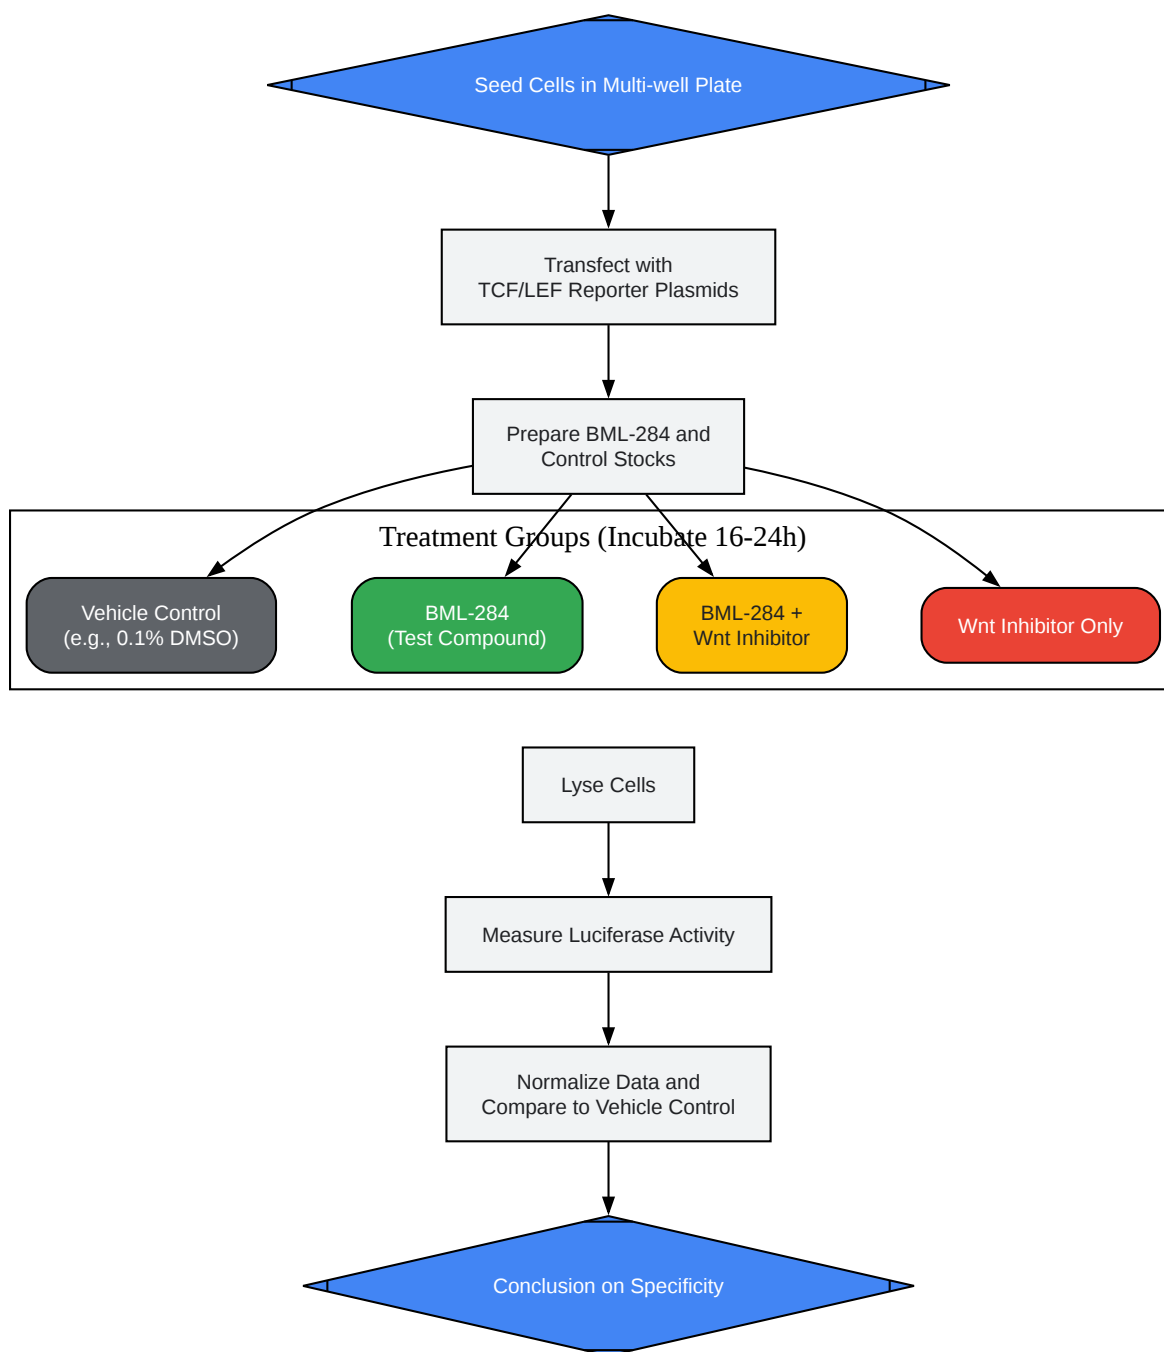 Seed Cells in Multi-well Plate
Transfect with
TCF/LEF Reporter Plasmids
Prepare BML-284 and
Control Stocks
Treatment Groups (Incubate 16-24h)
Vehicle Control
(e.g., 0.1% DMSO)
BML-284
(Test Compound)
BML-284 +
Wnt Inhibitor
Wnt Inhibitor Only
Lyse Cells
Measure Luciferase Activity
Normalize Data and
Compare to Vehicle Control
Conclusion on Specificity